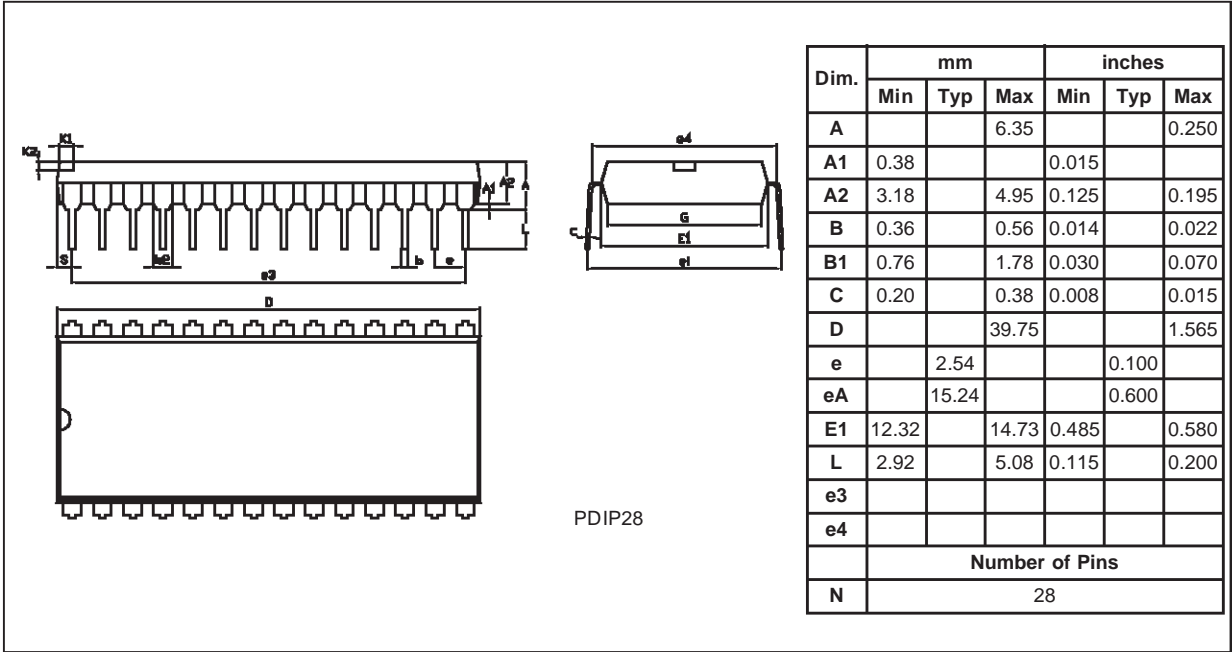 K1
K2
A1
A2
A
L
S
b2
b
e
e3
D
e4
C
G
E1
e1
PDIP28
Dim. mm inches
Min Typ Max Min Typ Max
A 6.35 0.250
A1 0.38 0.015
A2 3.18 4.95 0.125 0.195
B 0.36 0.56 0.014 0.022
B1 0.76 1.78 0.030 0.070
C 0.20 0.38 0.008 0.015
D 39.75 1.565
e 2.54 0.100
eA 15.24 0.600
E1 12.32 14.73 0.485 0.580
L 2.92 5.08 0.115 0.200
e3
e4
Number of Pins
N 28